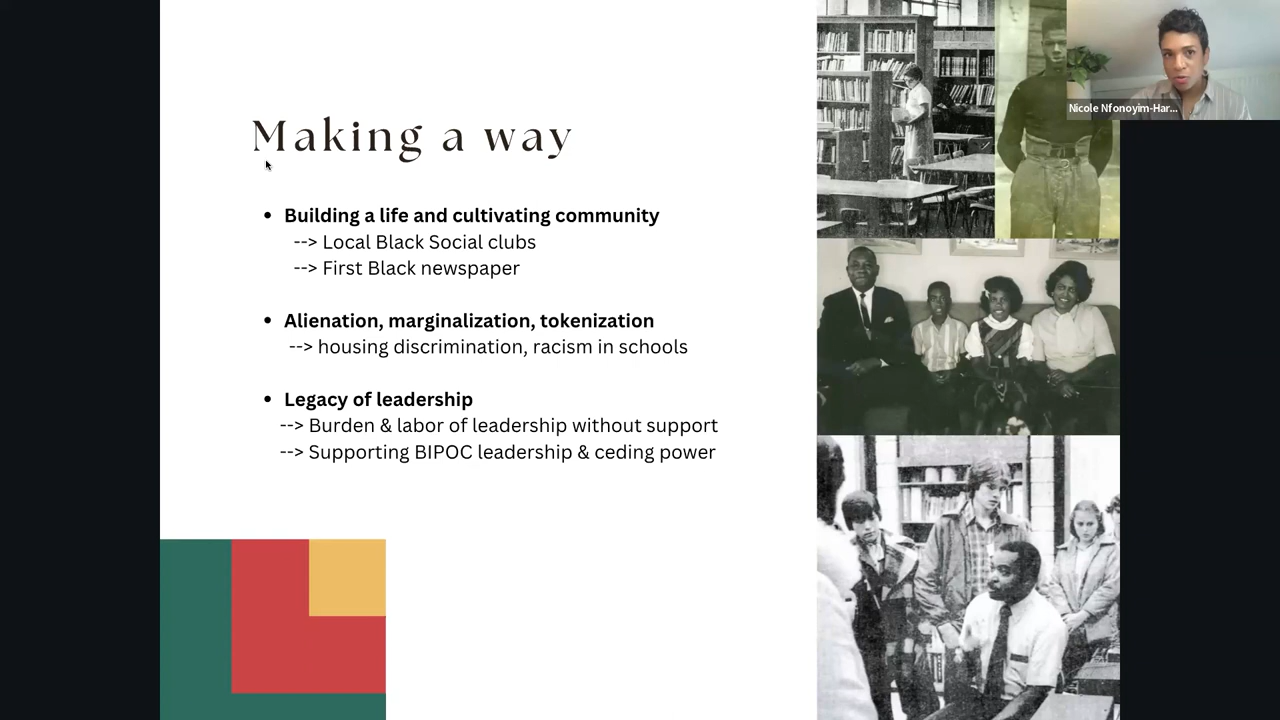 Making a way
• Building a life and cultivating community
--> Local Black Social clubs
--> First Black newspaper
• Alienation, marginalization, tokenization
--> housing discrimination, racism in schools
• Legacy of leadership
--> Burden & labor of leadership without support
--> Supporting BIPOC leadership & ceding power
Nicole Nfonoyim-Har...